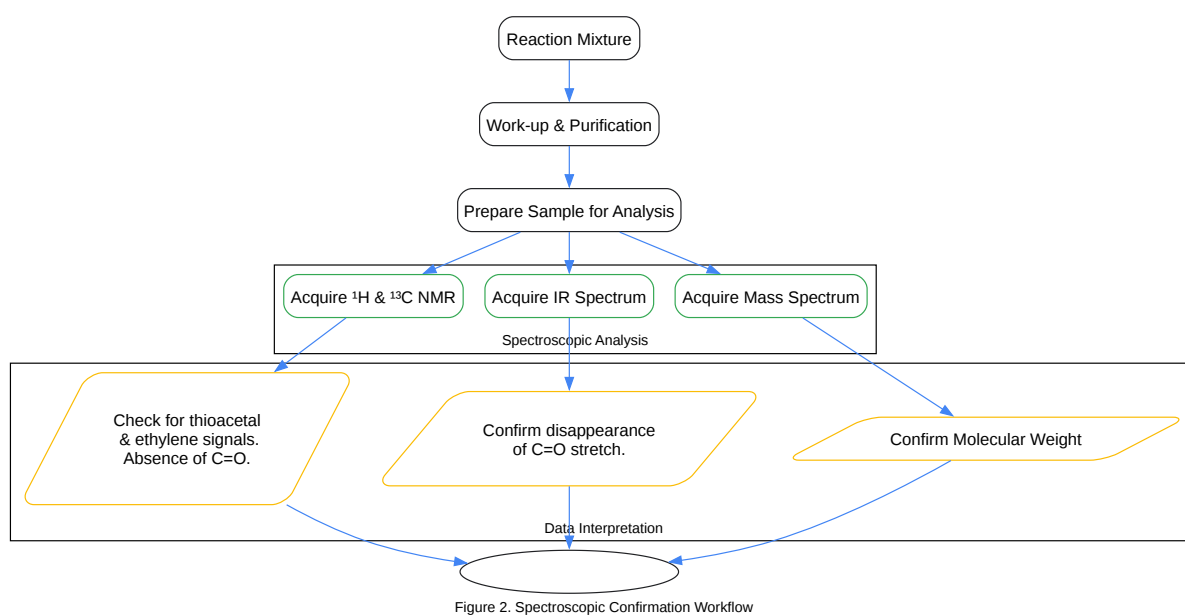 Reaction Mixture
Work-up & Purification
Prepare Sample for Analysis
Acquire ¹H & ¹³C NMR
Acquire IR Spectrum
Acquire Mass Spectrum
Spectroscopic Analysis
Check for thioacetal
& ethylene signals.
Absence of C=O.
Confirm disappearance
of C=O stretch.
Confirm Molecular Weight
Data Interpretation
Figure 2. Spectroscopic Confirmation Workflow